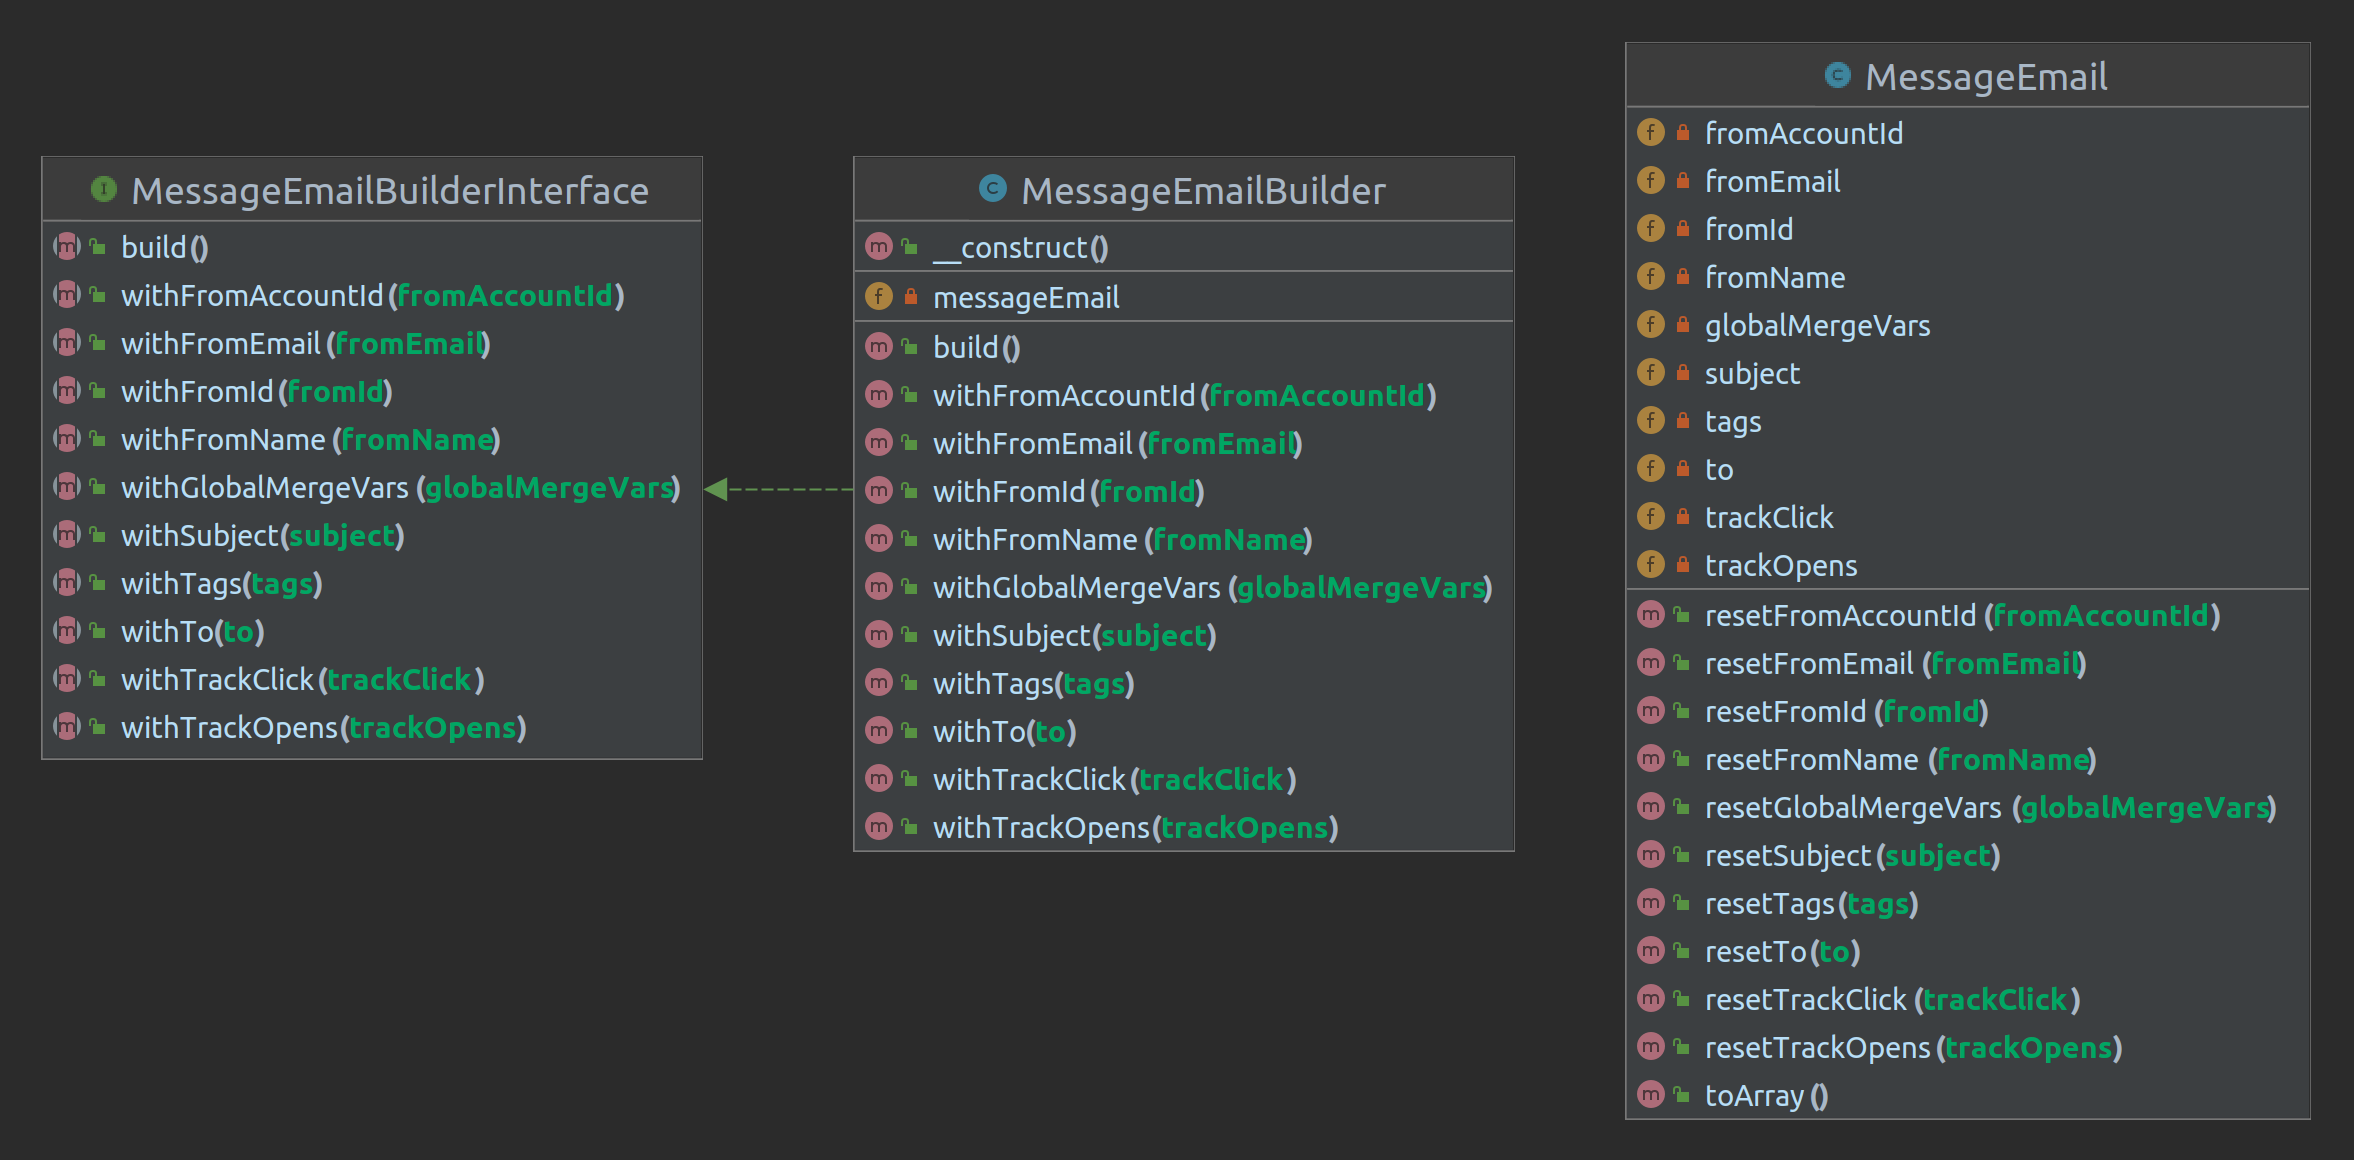 MessageEmailBuilderInterface
build()
withFromAccountId(fromAccountId)
withFromEmail(fromEmail)
withFromId(fromId)
withFromName(fromName)
withGlobalMergeVars(globalMergeVars)
withSubject(subject)
withTags(tags)
withTo(to)
withTrackClick(trackClick)
withTrackOpens(trackOpens)
MessageEmailBuilder
__construct()
messageEmail
build()
withFromAccountId(fromAccountId)
withFromEmail(fromEmail)
withFromId(fromId)
withFromName(fromName)
withGlobalMergeVars(globalMergeVars)
withSubject(subject)
withTags(tags)
withTo(to)
withTrackClick(trackClick)
withTrackOpens(trackOpens)
MessageEmail
fromAccountId
fromEmail
fromId
fromName
globalMergeVars
subject
tags
to
trackClick
trackOpens
resetFromAccountId(fromAccountId)
resetFromEmail(fromEmail)
resetFromId(fromId)
resetFromName(fromName)
resetGlobalMergeVars(globalMergeVars)
resetSubject(subject)
resetTags(tags)
resetTo(to)
resetTrackClick(trackClick)
resetTrackOpens(trackOpens)
toArray()